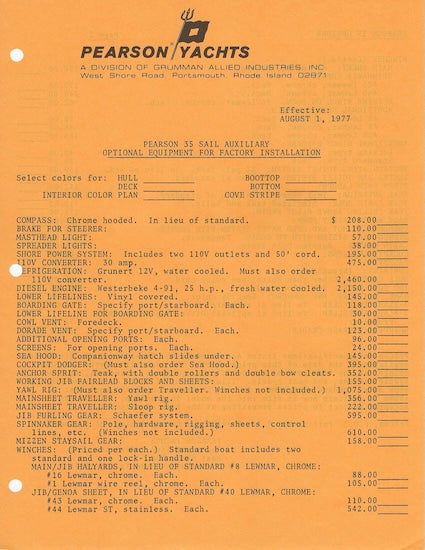 PEARSON YACHTS
A DIVISION OF GRUMMAN ALLIED INDUSTRIES, INC.
West Shore Road, Portsmouth, Rhode Island 02871
Effective:
AUGUST 1, 1977
PEARSON 35 SAIL AUXILIARY
OPTIONAL EQUIPMENT FOR FACTORY INSTALLATION
Select colors for: HULL BOOTTOP
DECK BOTTOM
INTERIOR COLOR PLAN COVE STRIPE
COMPASS: Chrome hooded. In lieu of standard. $ 208.00
BRAKE FOR STEERER: 110.00
MASTHEAD LIGHT: 57.00
SPREADER LIGHTS: 38.00
SHORE POWER SYSTEM: Includes two 110V outlets and 50' cord. 195.00
110V CONVERTER: 30 amp. 475.00
REFRIGERATION: Grunert 12V, water cooled. Must also order
110V converter. 2,460.00
DIESEL ENGINE: Westerbeke 4-91, 25 h.p., fresh water cooled. 2,150.00
LOWER LIFELINES: Vinyl covered. 145.00
BOARDING GATE: Specify port/starboard. Each. 118.00
LOWER LIFELINE FOR BOARDING GATE: 30.00
COWL VENT: Foredeck. 10.00
DORADE VENT: Specify port/starboard. Each. 123.00
ADDITIONAL OPENING PORTS: Each. 96.00
SCREENS: For opening ports. Each. 24.00
SEA HOOD: Companionway hatch slides under. 145.00
COCKPIT DODGER: (Must also order Sea Hood.) 395.00
ANCHOR SPRIT: Teak, with double rollers and double bow cleats. 352.00
WORKING JIB FAIRLEAD BLOCKS AND SHEETS: 155.00
YAWL RIG: (Must also order Traveller. Winches not included.) 1,075.00
MAINSHEET TRAVELLER: Yawl rig. 356.00
MAINSHEET TRAVELLER: Sloop rig. 222.00
JIB FURLING GEAR: Schaefer system. 595.00
SPINNAKER GEAR: Pole, hardware, rigging, sheets, control
lines, etc. (Winches not included.) 610.00
MIZZEN STAYSAIL GEAR: 158.00
WINCHES: (Priced per each.) Standard boat includes two
standard and one lock-in handle.
MAIN/JIB HALYARDS, IN LIEU OF STANDARD #8 LEWMAR, CHROME:
#16 Lewmar, chrome. Each. 88.00
#1 Lewmar wire reel, chrome. Each. 105.00
JIB/GENOA SHEET, IN LIEU OF STANDARD #40 LEWMAR, CHROME:
#43 Lewmar, chrome. Each. 110.00
#44 Lewmar ST, stainless. Each. 542.00